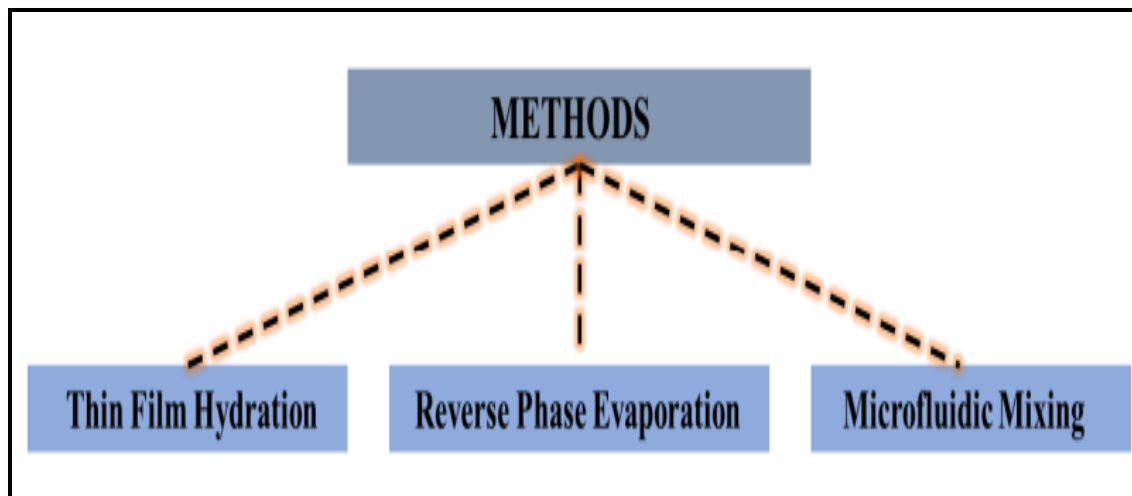 METHODS
Thin Film Hydration
Reverse Phase Evaporation
Microfluidic Mixing